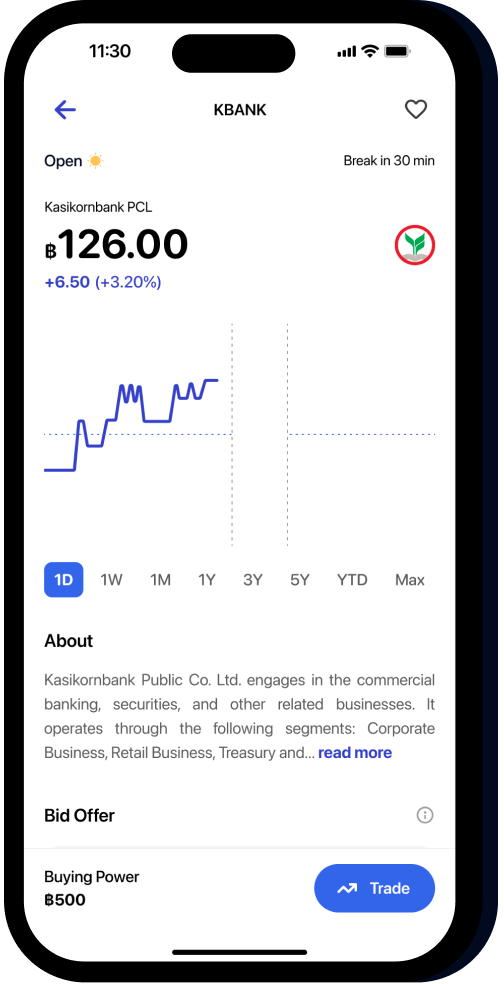 11:30
KBANK
Open
Break in 30 min
Kasikornbank PCL
฿126.00
+6.50 (+3.20%)
1D 1W 1M 1Y 3Y 5Y YTD Max
About
Kasikornbank Public Co. Ltd. engages in the commercial
banking, securities, and other related businesses. It
operates through the following segments: Corporate
Business, Retail Business, Treasury and... read more
Bid Offer
Buying Power
฿500
Trade